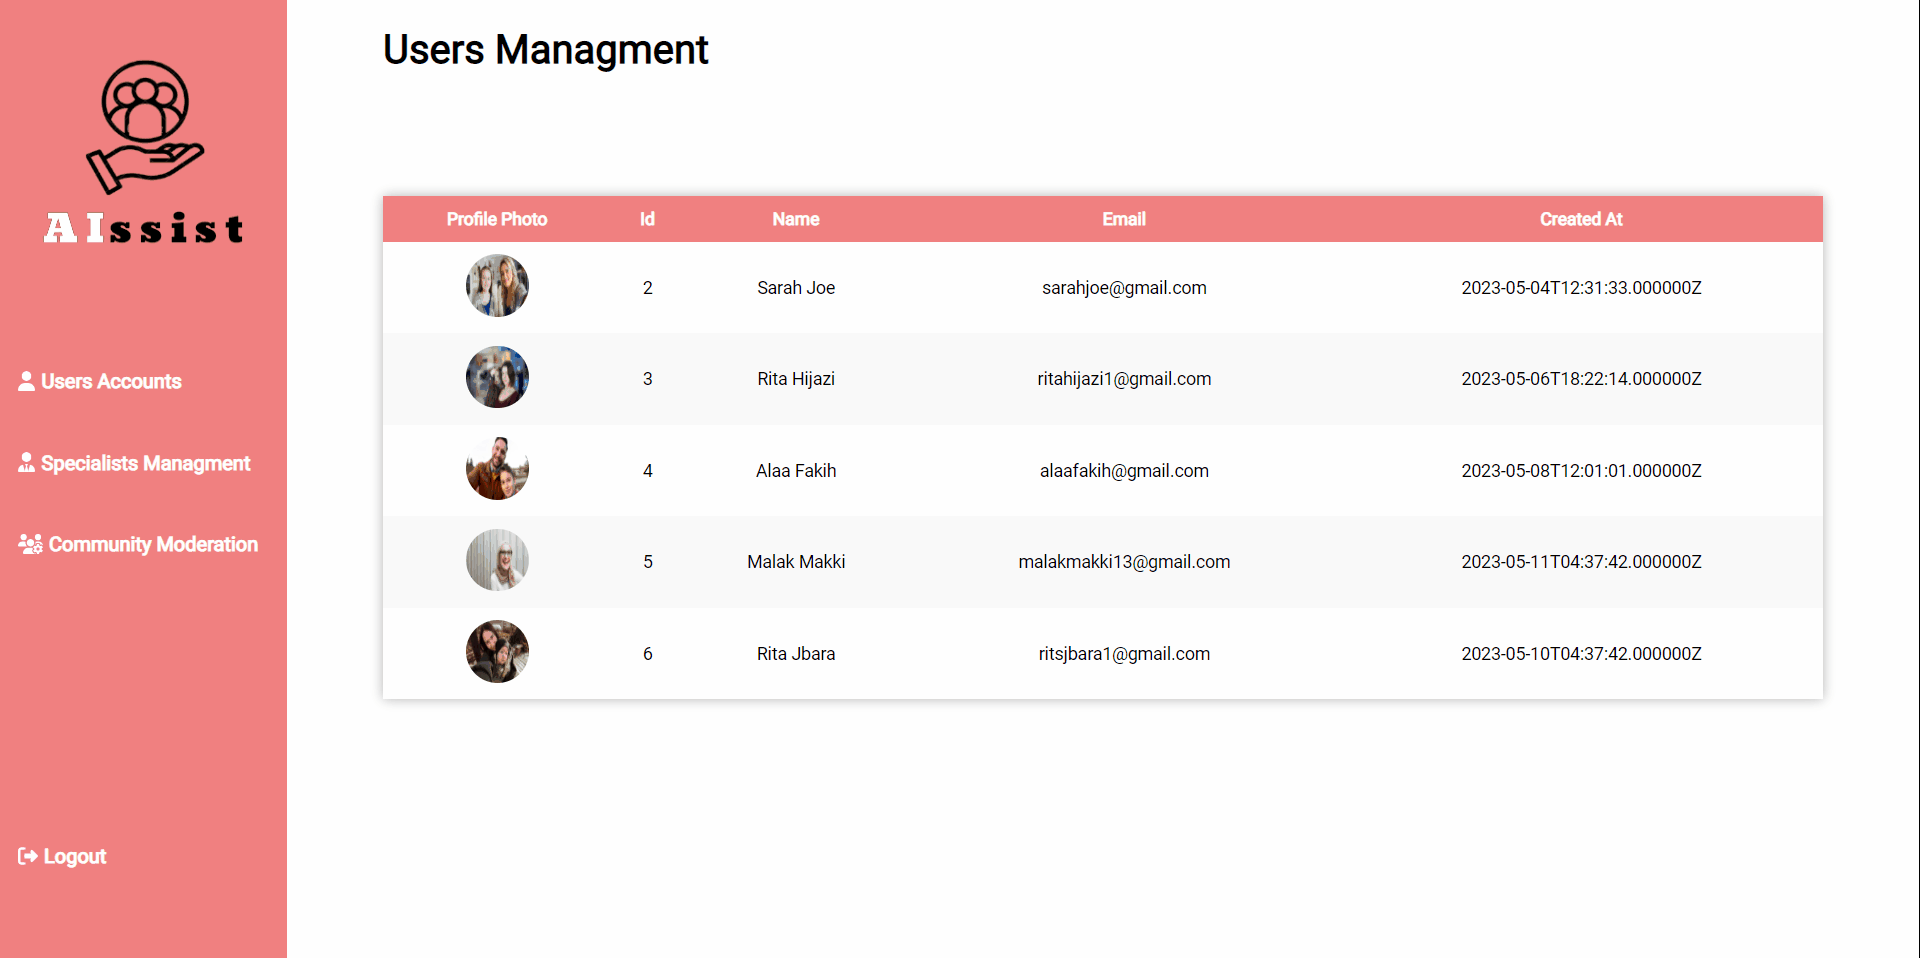 AIssist
Users Accounts
Specialists Managment
Community Moderation
Logout
Users Managment
Profile Photo Id Name Email Created At
2 Sarah Joe sarahjoe@gmail.com 2023-05-04T12:31:33.000000Z
3 Rita Hijazi ritahijazi1@gmail.com 2023-05-06T18:22:14.000000Z
4 Alaa Fakih alaafakih@gmail.com 2023-05-08T12:01:01.000000Z
5 Malak Makki malakmakki13@gmail.com 2023-05-11T04:37:42.000000Z
6 Rita Jbara ritsjbara1@gmail.com 2023-05-10T04:37:42.000000Z